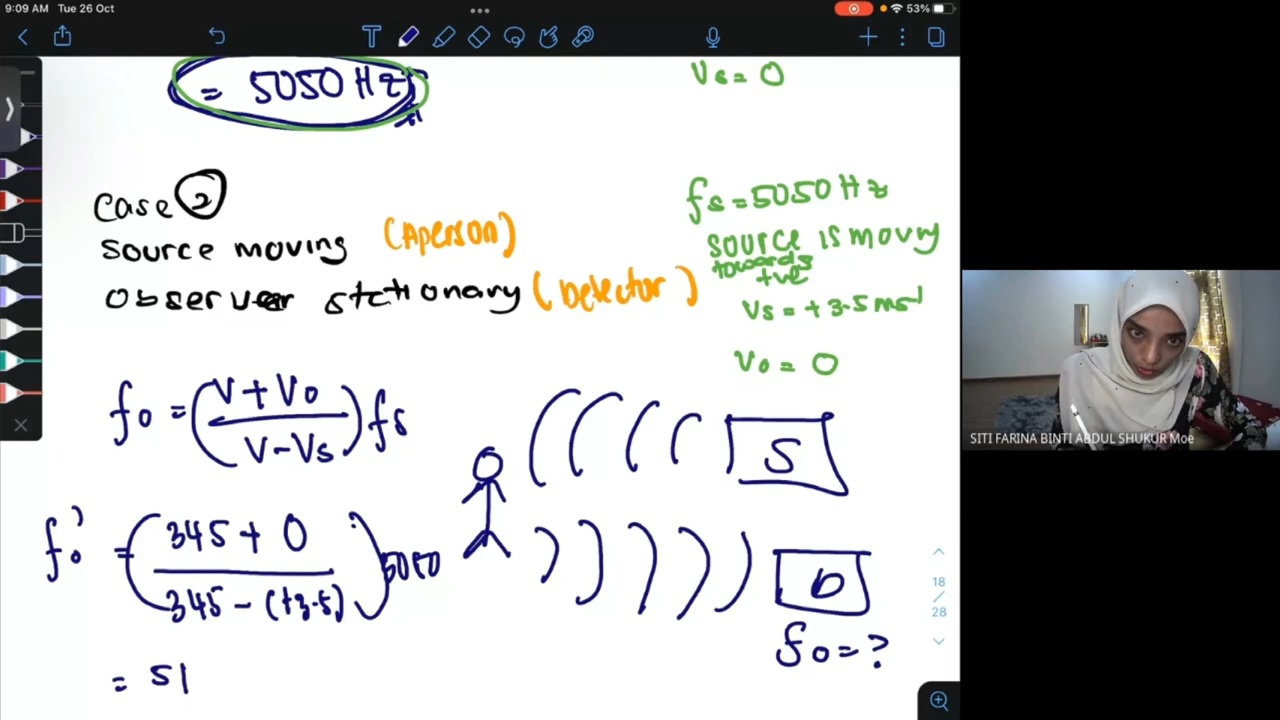 9:09 AM Tue 26 Oct
53%
= 5050 Hz
Vs = 0
Case 2
source moving (A person)
observer stationary (Detector)
fs = 5050 Hz
source is moving
towards
+ve
Vs = + 3.5 ms-1
Vo = 0
fo = (V + Vo / V - Vs) fs
S
fo' = (345 + 0 / 345 - (+3.5)) 5050
D
fo = ?
= 51
18
/
28
SITI FARINA BINTI ABDUL SHUKUR Moe